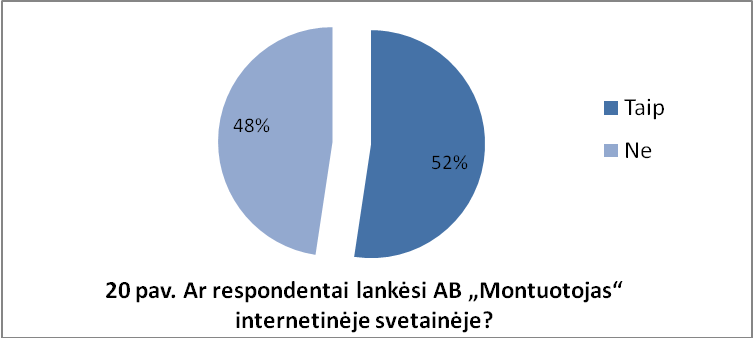 48%
52%
Taip
Ne
20 pav. Ar respondentai lankėsi AB „Montuotojas“
internetinėje svetainėje?